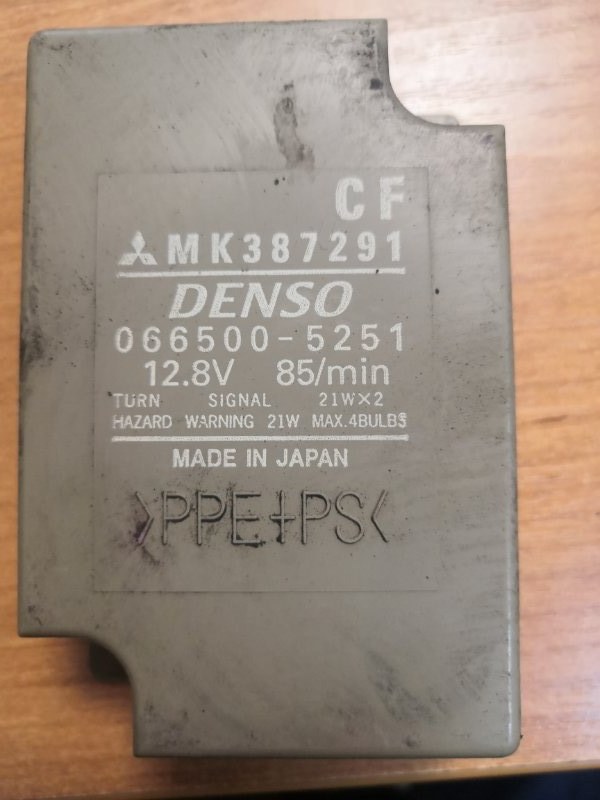 CF
MK387291
DENSO
066500-5251
12.8V 85/min
TURN SIGNAL 21W×2
HAZARD WARNING 21W MAX.4BULBS
MADE IN JAPAN
>PPE+PS<